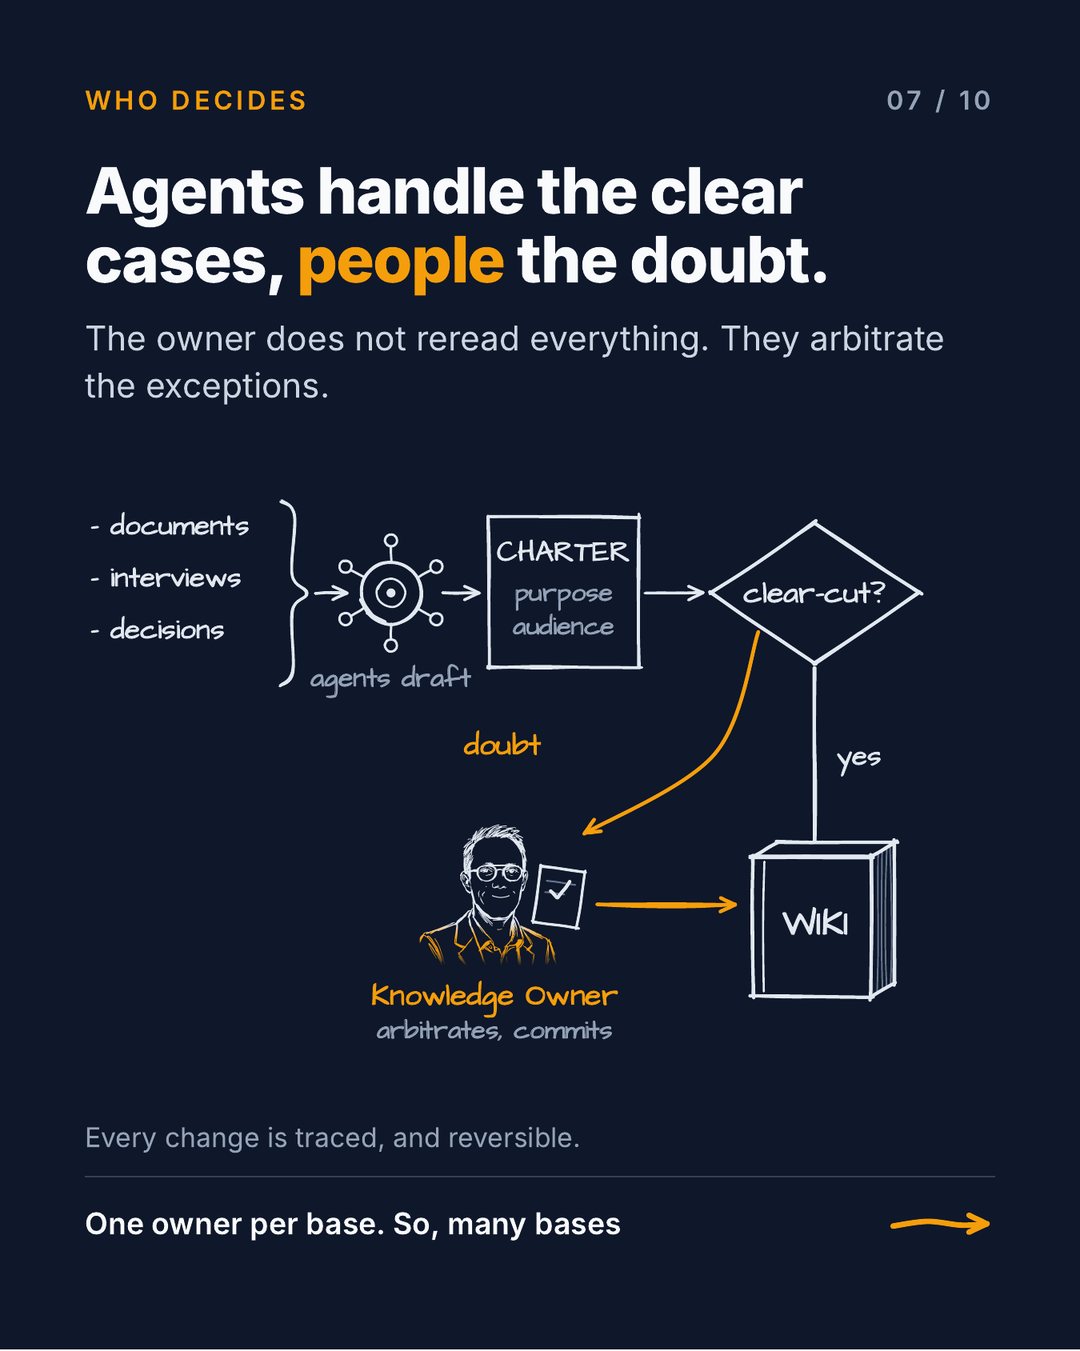 WHO DECIDES
07 / 10
Agents handle the clear
cases, people the doubt.
The owner does not reread everything. They arbitrate
the exceptions.
- documents
- interviews
- decisions
agents draft
CHARTER
purpose
audience
clear-cut?
doubt
yes
WIKI
Knowledge Owner
arbitrates, commits
Every change is traced, and reversible.
One owner per base. So, many bases